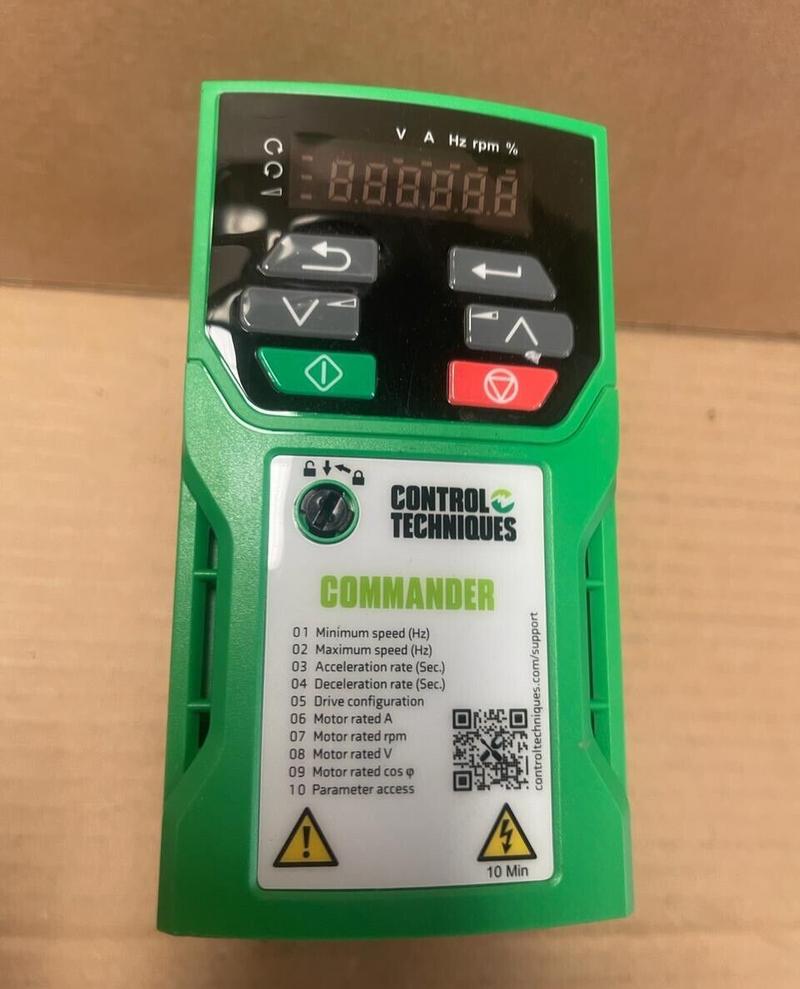 V A Hz rpm %
CONTROL
TECHNIQUES
COMMANDER
01 Minimum speed (Hz)
02 Maximum speed (Hz)
03 Acceleration rate (Sec.)
04 Deceleration rate (Sec.)
05 Drive configuration
06 Motor rated A
07 Motor rated rpm
08 Motor rated V
09 Motor rated cos φ
10 Parameter access
controltechniques.com/support
10 Min